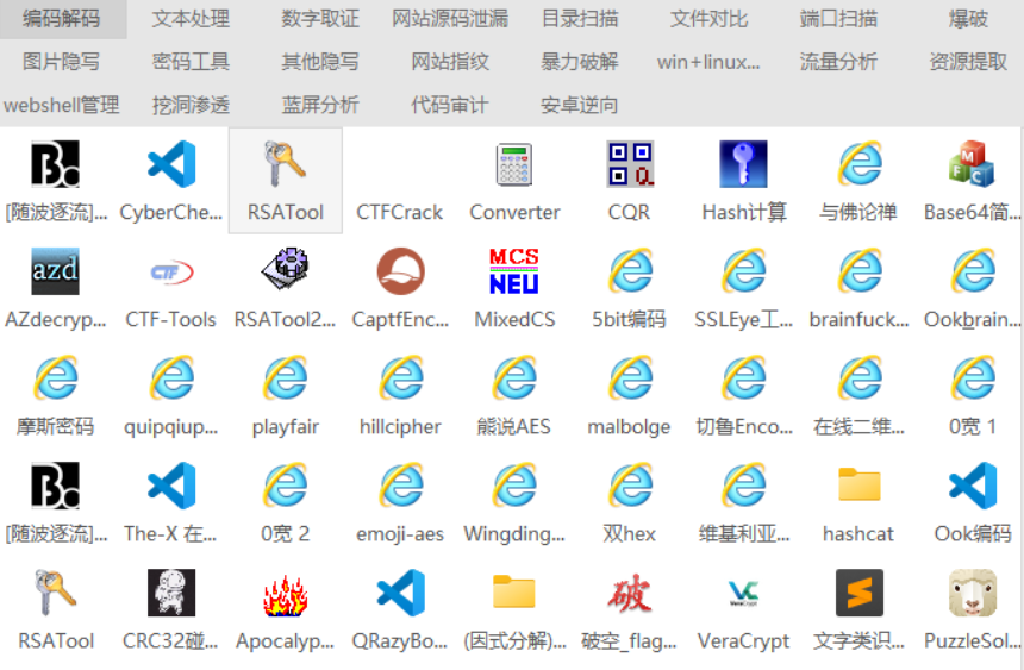 编码解码 文本处理 数字取证 网站源码泄漏 目录扫描 文件对比 端口扫描 爆破
图片隐写 密码工具 其他隐写 网站指纹 暴力破解 win+linux... 流量分析 资源提取
webshell管理 挖洞渗透 蓝屏分析 代码审计 安卓逆向
[随波逐流]... CyberChe... RSATool CTFCrack Converter CQR Hash计算 与佛论禅 Base64简...
azd CTF MCS
NEU
AZdecryp... CTF-Tools RSATool2... CaptfEnc... MixedCS 5bit编码 SSLEye工... brainfuck... Ookbrain...
摩斯密码 quipqiup... playfair hillcipher 熊说AES malbolge 切鲁Enco... 在线二维... 0宽 1
[随波逐流]... The-X 在... 0宽 2 emoji-aes Wingding... 双hex 维基利亚... hashcat Ook编码
破
RSATool CRC32碰... Apocalyp... QRazyBo... (因式分解)... 破空_flag... VeraCrypt 文字类识... PuzzleSol...